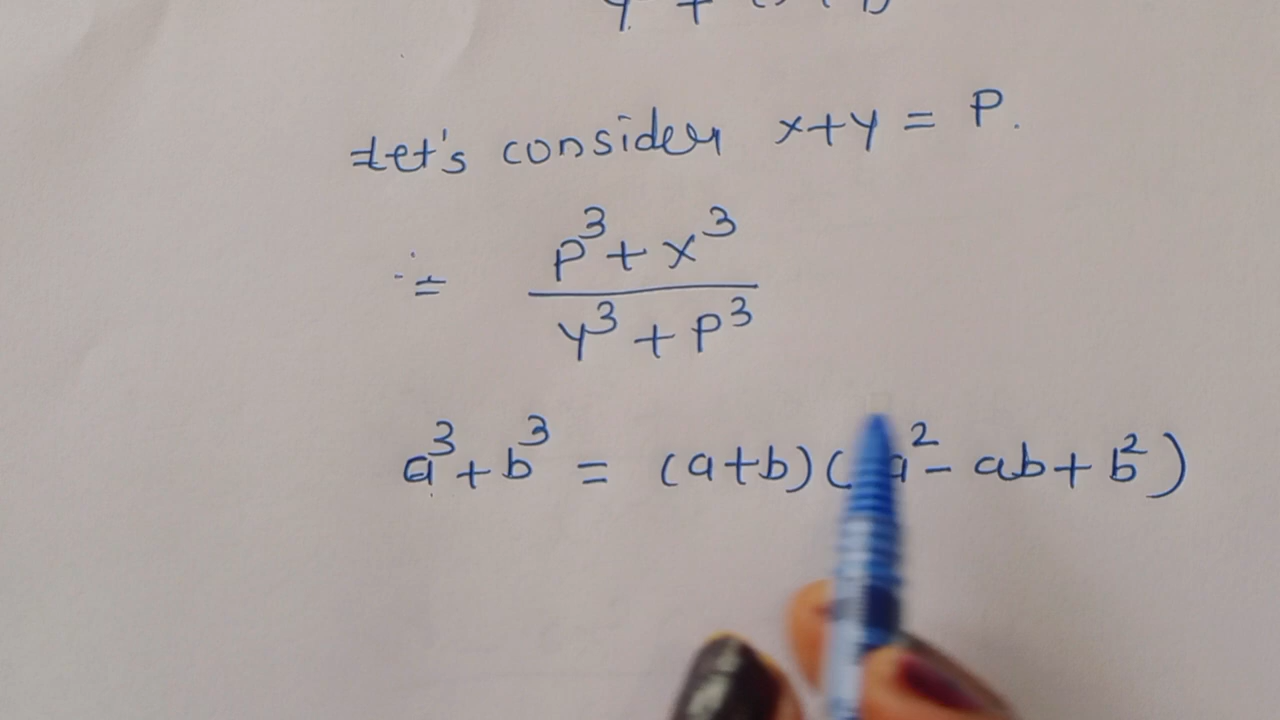 Let's consider x+y = P.
∴ = P³ + x³
y³ + P³
a³ + b³ = (a+b)(a² - ab + b²)